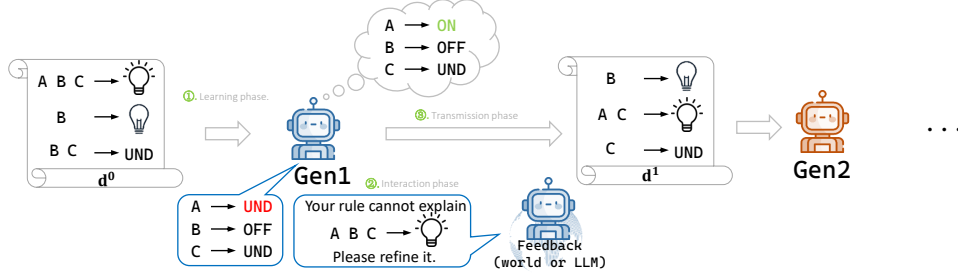 A B C →
B →
B C → UND
d⁰
①. Learning phase.
Gen1
A → ON
B → OFF
C → UND
A → UND
B → OFF
C → UND
②. Interaction phase
Your rule cannot explain
A B C →
Please refine it.
Feedback
(world or LLM)
③. Transmission phase
B →
A C →
C → UND
d¹
Gen2
...